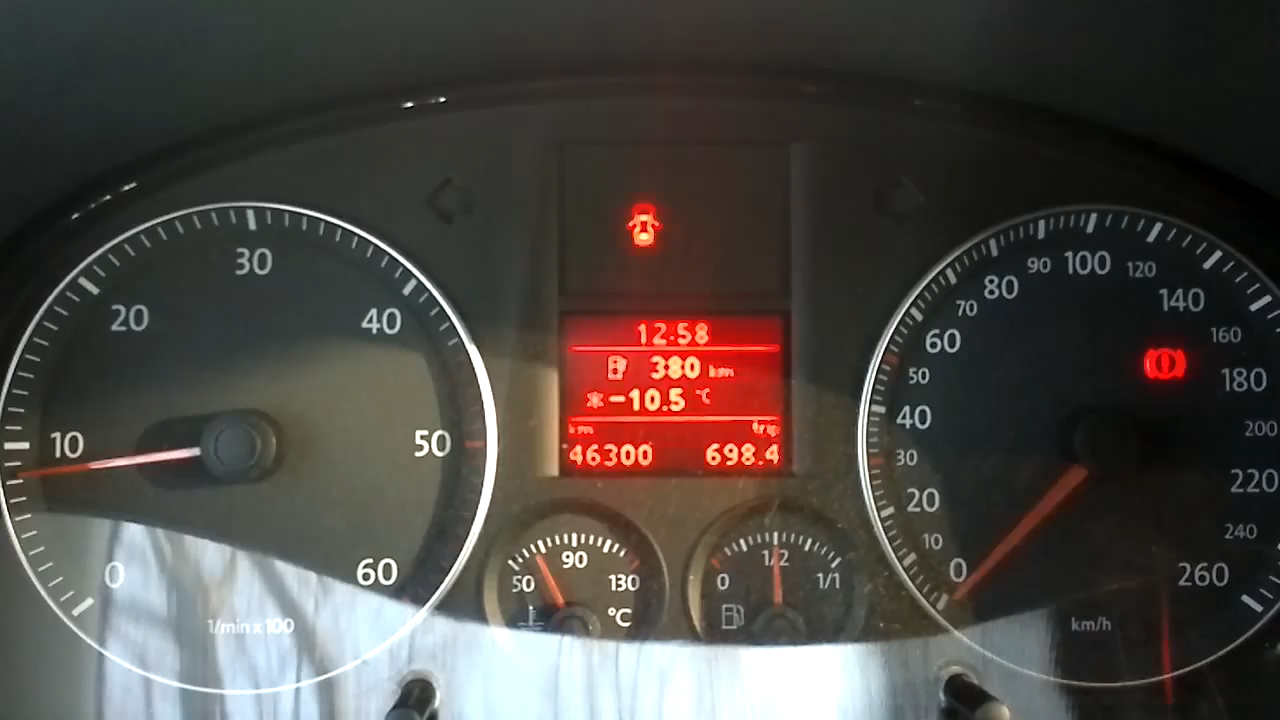 12:58
380 km
-10.5 °C
km trip
46300 698.4
0 10 20 30 40 50 60
1/min x 100
50 90 130
°C
0 1/2 1/1
0 10 20 30 40 50 60 70 80 90 100 120 140 160 180 200 220 240 260
km/h